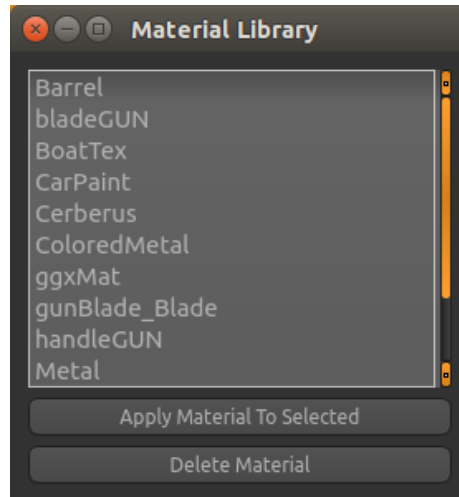 Material Library
Barrel
bladeGUN
BoatTex
CarPaint
Cerberus
ColoredMetal
ggxMat
gunBlade_Blade
handleGUN
Metal
Apply Material To Selected
Delete Material